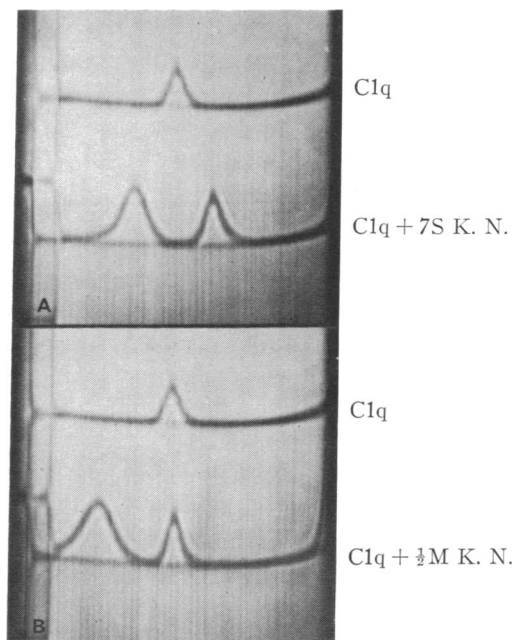 C1q
C1q + 7S K. N.
A
C1q
C1q + ½M K. N.
B